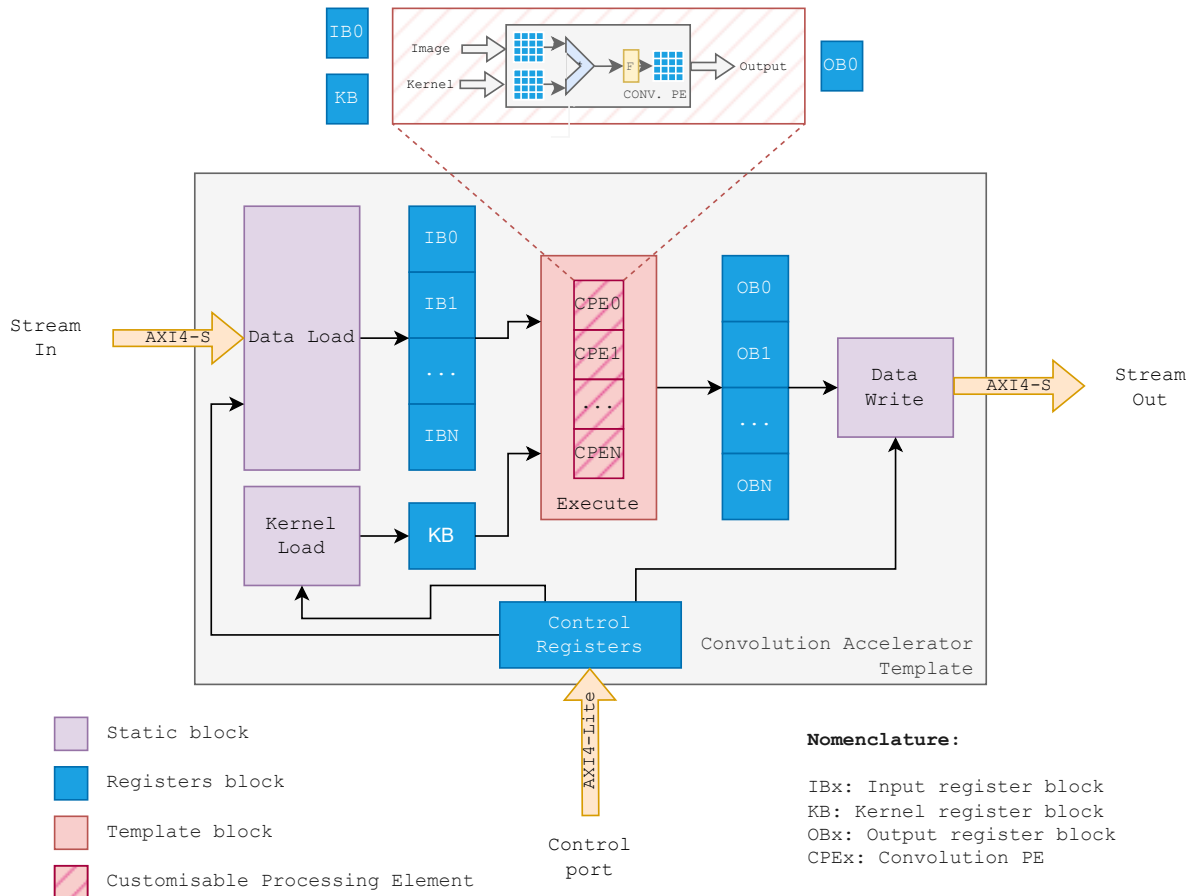 IB0
KB
Image
Kernel
F
CONV. PE
Output
OB0
Stream
In
AXI4-S
Data Load
IB0
IB1
...
IBN
Kernel
Load
KB
CPE0
CPE1
...
CPEN
Execute
OB0
OB1
...
OBN
Data
Write
AXI4-S
Stream
Out
Control
Registers
Convolution Accelerator
Template
AXI4-Lite
Control
port
Static block
Registers block
Template block
Customisable Processing Element
Nomenclature:
IBx: Input register block
KB: Kernel register block
OBx: Output register block
CPEx: Convolution PE